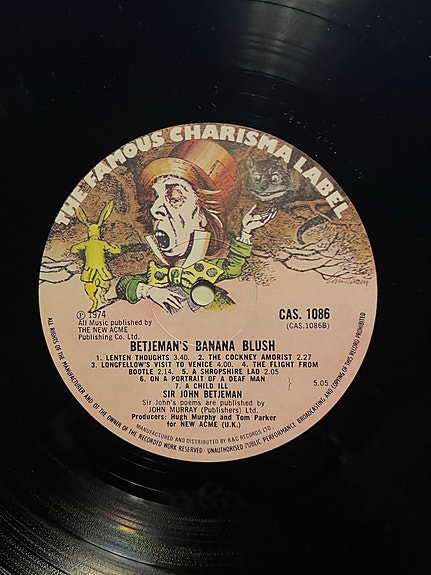 THE FAMOUS CHARISMA LABEL
℗ 1974
All Music published by
THE NEW ACME
Publishing Co. Ltd.
CAS. 1086
(CAS.1086B)
BETJEMAN'S BANANA BLUSH
1. LENTEN THOUGHTS 3.40. 2. THE COCKNEY AMORIST 2.27
3. LONGFELLOW'S VISIT TO VENICE 4.00. 4. THE FLIGHT FROM
BOOTLE 2.14. 5. A SHROPSHIRE LAD 2.05.
6. ON A PORTRAIT OF A DEAF MAN
7. A CHILD ILL } 5.05
SIR JOHN BETJEMAN
Sir John's poems are published by
JOHN MURRAY (Publishers) Ltd.
Producers: Hugh Murphy and Tom Parker
for NEW ACME (U.K.)
MANUFACTURED AND DISTRIBUTED BY B&C RECORDS LTD.
ALL RIGHTS OF THE MANUFACTURER AND OF THE OWNER OF THE RECORDED WORK RESERVED · UNAUTHORISED PUBLIC PERFORMANCE BROADCASTING AND COPYING OF THIS RECORD PROHIBITED